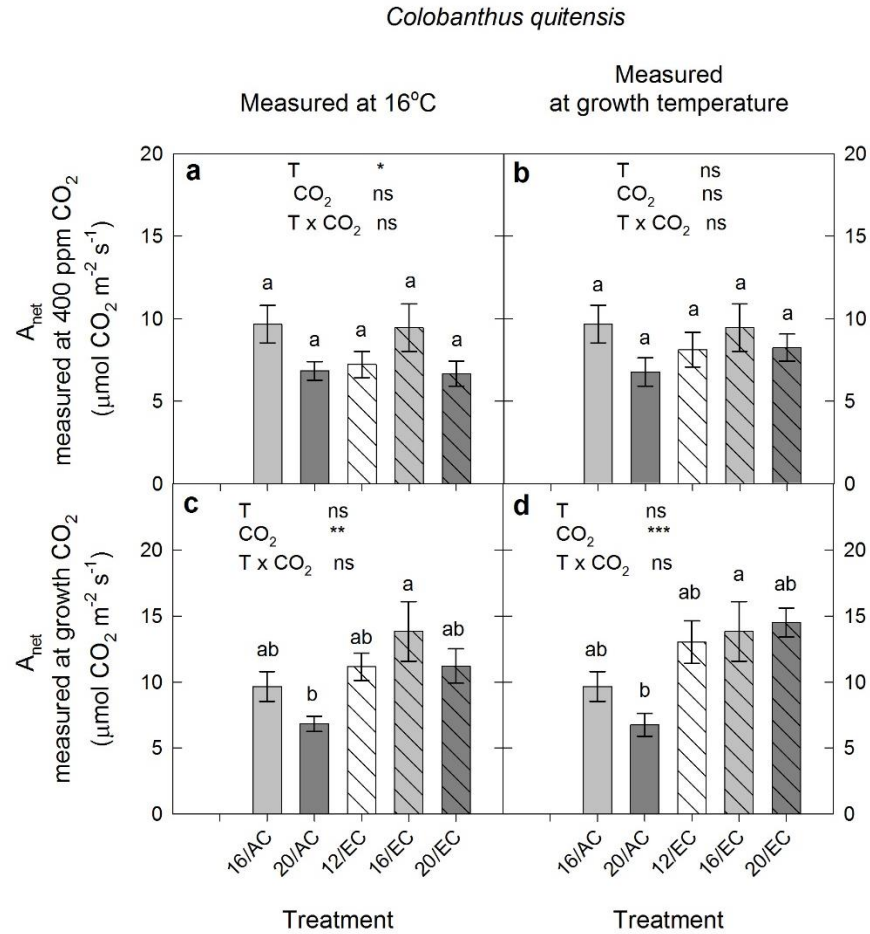 Colobanthus quitensis
Measured at 16°C
Measured
at growth temperature
A_net
measured at 400 ppm CO₂
(μmol CO₂ m⁻² s⁻¹)
20
15
10
5
0
a
T *
CO₂ ns
T x CO₂ ns
a
a
a
a
a
b
T ns
CO₂ ns
T x CO₂ ns
a
a
a
a
a
20
15
10
5
0
A_net
measured at growth CO₂
(μmol CO₂ m⁻² s⁻¹)
20
15
10
5
0
c
T ns
CO₂ **
T x CO₂ ns
ab
b
ab
a
ab
d
T ns
CO₂ ***
T x CO₂ ns
ab
b
ab
a
ab
20
15
10
5
0
16/AC
20/AC
12/EC
16/EC
20/EC
16/AC
20/AC
12/EC
16/EC
20/EC
Treatment
Treatment